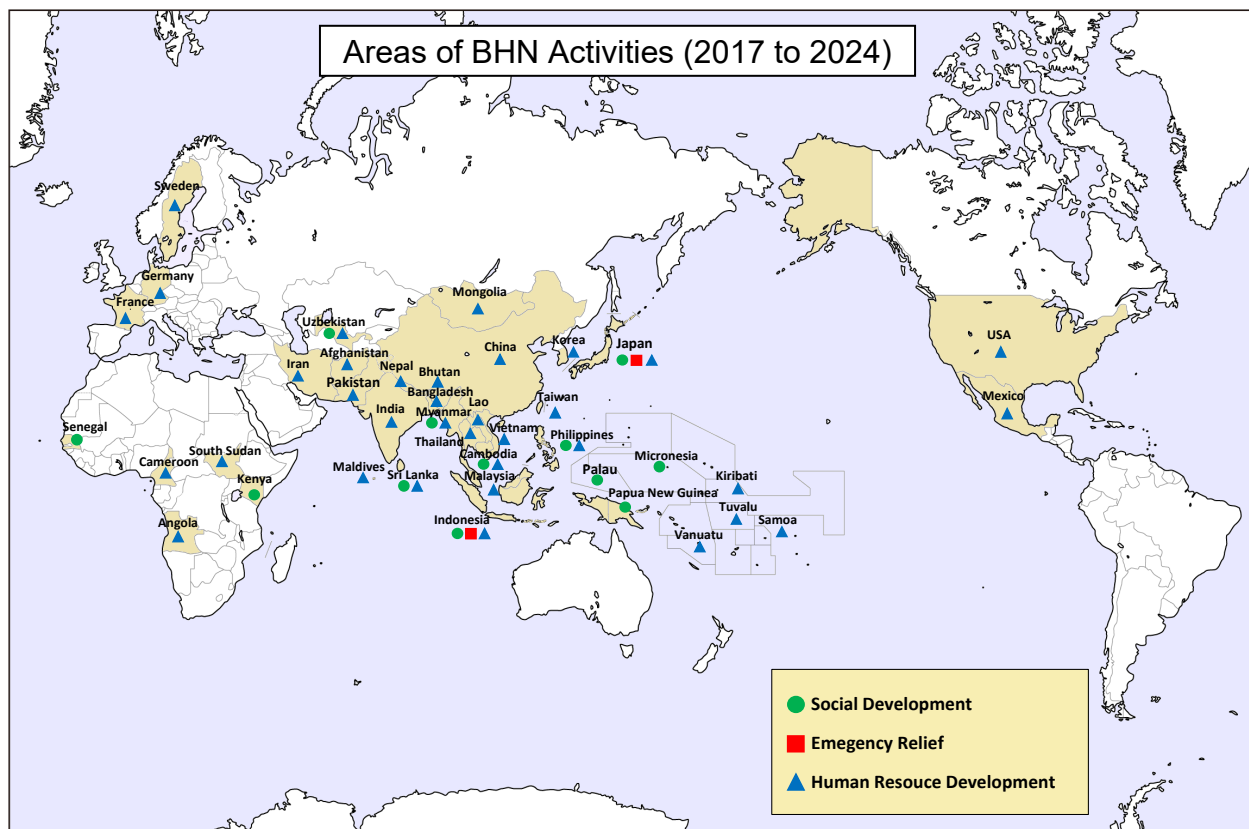 Areas of BHN Activities (2017 to 2024)
Sweden
Germany
France
Mongolia
Uzbekistan
Korea
Japan
USA
Afghanistan
China
Iran
Nepal
Bhutan
Pakistan
Bangladesh
Taiwan
Mexico
India
Myanmar
Lao
Senegal
Vietnam
Thailand
Philippines
South Sudan
Cambodia
Micronesia
Cameroon
Maldives
Sri Lanka
Malaysia
Palau
Kiribati
Kenya
Papua New Guinea
Tuvalu
Angola
Indonesia
Samoa
Vanuatu
Social Development
Emegency Relief
Human Resouce Development